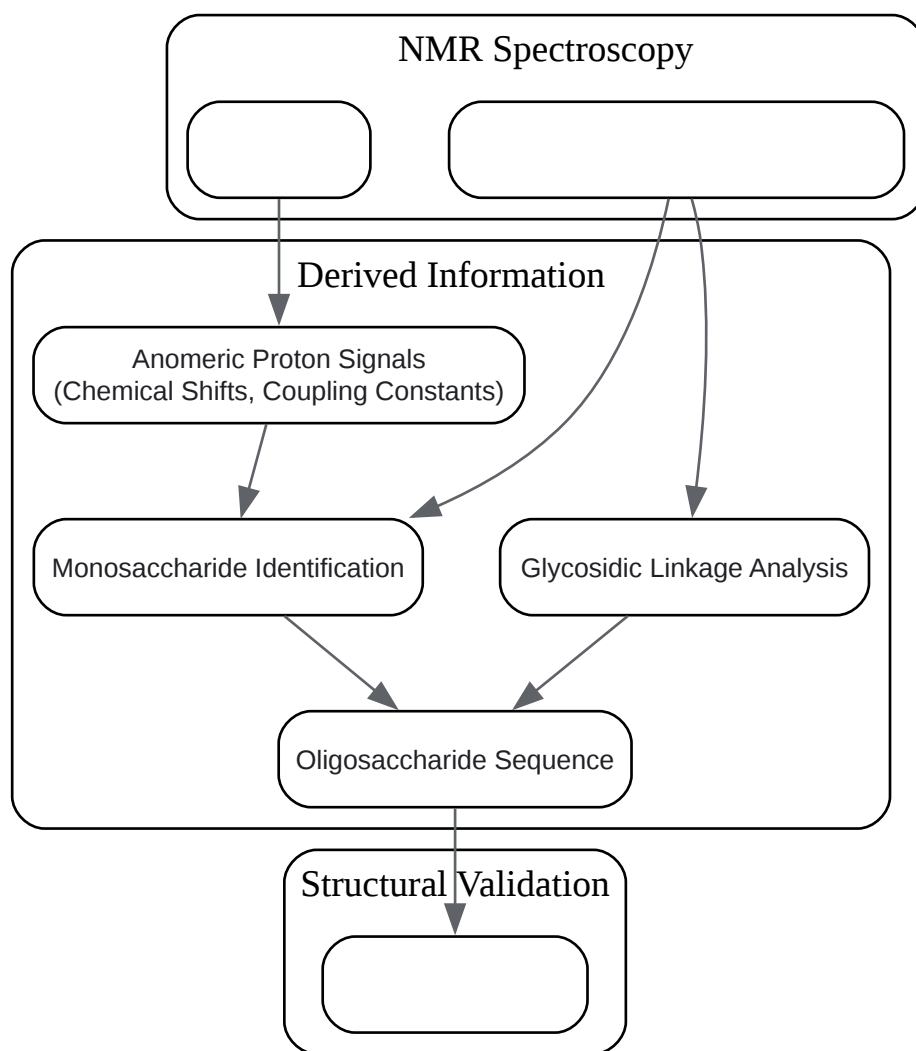 NMR Spectroscopy
Derived Information
Anomeric Proton Signals
(Chemical Shifts, Coupling Constants)
Monosaccharide Identification
Glycosidic Linkage Analysis
Oligosaccharide Sequence
Structural Validation